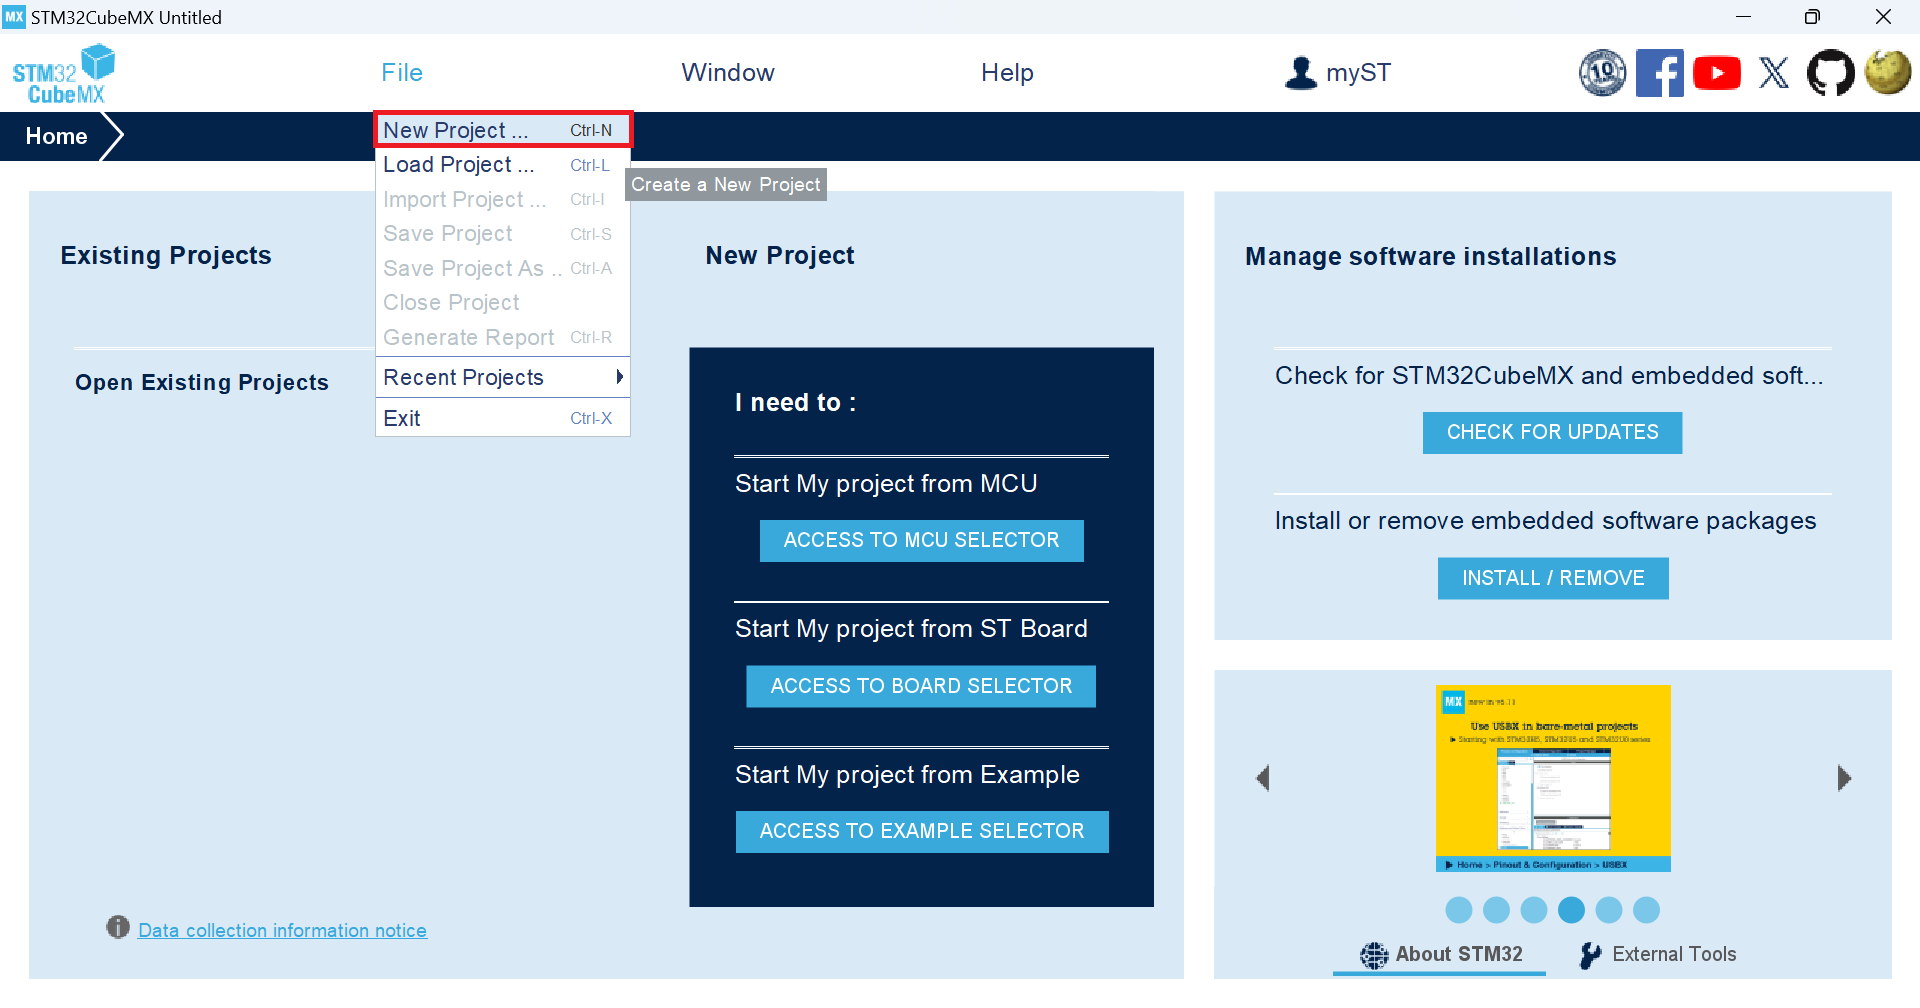 MX STM32CubeMX Untitled
STM32
CubeMX
File
Window
Help
myST
10
Home
New Project ... Ctrl-N
Load Project ... Ctrl-L
Import Project ... Ctrl-I
Save Project Ctrl-S
Save Project As .. Ctrl-A
Close Project
Generate Report Ctrl-R
Recent Projects
Exit Ctrl-X
Create a New Project
Existing Projects
Open Existing Projects
Data collection information notice
New Project
I need to :
Start My project from MCU
ACCESS TO MCU SELECTOR
Start My project from ST Board
ACCESS TO BOARD SELECTOR
Start My project from Example
ACCESS TO EXAMPLE SELECTOR
Manage software installations
Check for STM32CubeMX and embedded soft...
CHECK FOR UPDATES
Install or remove embedded software packages
INSTALL / REMOVE
MX
Use USBX in bare-metal projects
Home > Pinout & Configuration > USBX
About STM32
External Tools